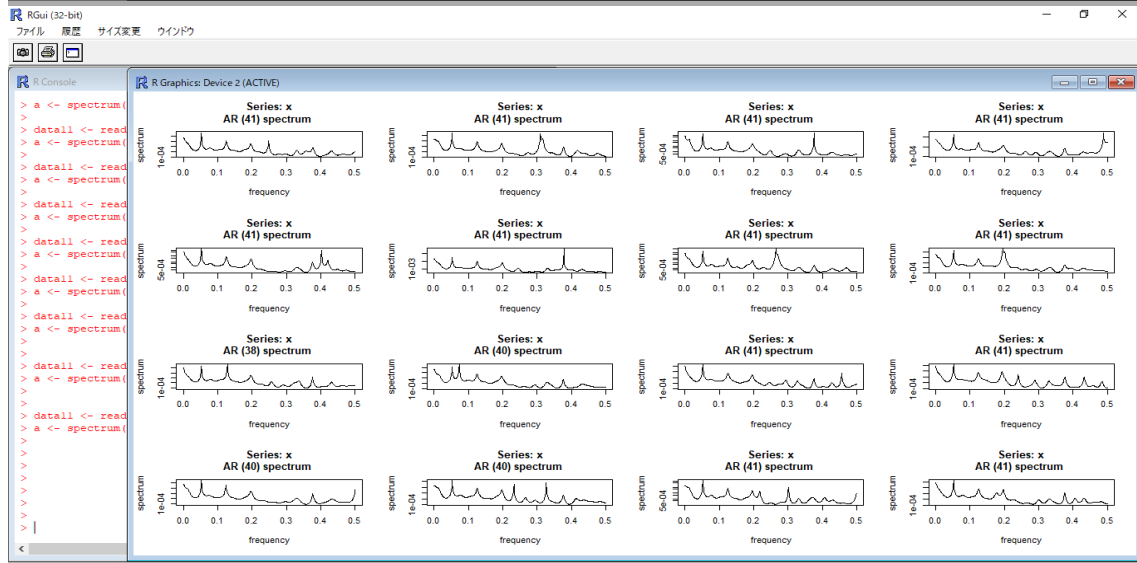 RGui (32-bit)
ファイル 履歴 サイズ変更 ウインドウ
R Console
> a <- spectrum(
>
> data11 <- read
> a <- spectrum(
>
> data11 <- read
> a <- spectrum(
>
> data11 <- read
> a <- spectrum(
>
> data11 <- read
> a <- spectrum(
>
> data11 <- read
> a <- spectrum(
>
> data11 <- read
> a <- spectrum(
>
>
> data11 <- read
> a <- spectrum(
>
>
> data11 <- read
> a <- spectrum(
>
>
>
>
>
>
>
>
R Graphics: Device 2 (ACTIVE)
Series: x Series: x Series: x Series: x
AR (41) spectrum AR (41) spectrum AR (41) spectrum AR (41) spectrum
spectrum spectrum spectrum spectrum
1e-04 1e-04 5e-04 1e-04
0.0 0.1 0.2 0.3 0.4 0.5 0.0 0.1 0.2 0.3 0.4 0.5 0.0 0.1 0.2 0.3 0.4 0.5 0.0 0.1 0.2 0.3 0.4 0.5
frequency frequency frequency frequency
Series: x Series: x Series: x Series: x
AR (41) spectrum AR (41) spectrum AR (41) spectrum AR (41) spectrum
spectrum spectrum spectrum spectrum
5e-04 1e-03 5e-04 1e-04
0.0 0.1 0.2 0.3 0.4 0.5 0.0 0.1 0.2 0.3 0.4 0.5 0.0 0.1 0.2 0.3 0.4 0.5 0.0 0.1 0.2 0.3 0.4 0.5
frequency frequency frequency frequency
Series: x Series: x Series: x Series: x
AR (38) spectrum AR (40) spectrum AR (41) spectrum AR (41) spectrum
spectrum spectrum spectrum spectrum
1e-04 1e-04 1e-04 1e-04
0.0 0.1 0.2 0.3 0.4 0.5 0.0 0.1 0.2 0.3 0.4 0.5 0.0 0.1 0.2 0.3 0.4 0.5 0.0 0.1 0.2 0.3 0.4 0.5
frequency frequency frequency frequency
Series: x Series: x Series: x Series: x
AR (40) spectrum AR (40) spectrum AR (41) spectrum AR (41) spectrum
spectrum spectrum spectrum spectrum
1e-04 1e-04 5e-04 1e-04
0.0 0.1 0.2 0.3 0.4 0.5 0.0 0.1 0.2 0.3 0.4 0.5 0.0 0.1 0.2 0.3 0.4 0.5 0.0 0.1 0.2 0.3 0.4 0.5
frequency frequency frequency frequency